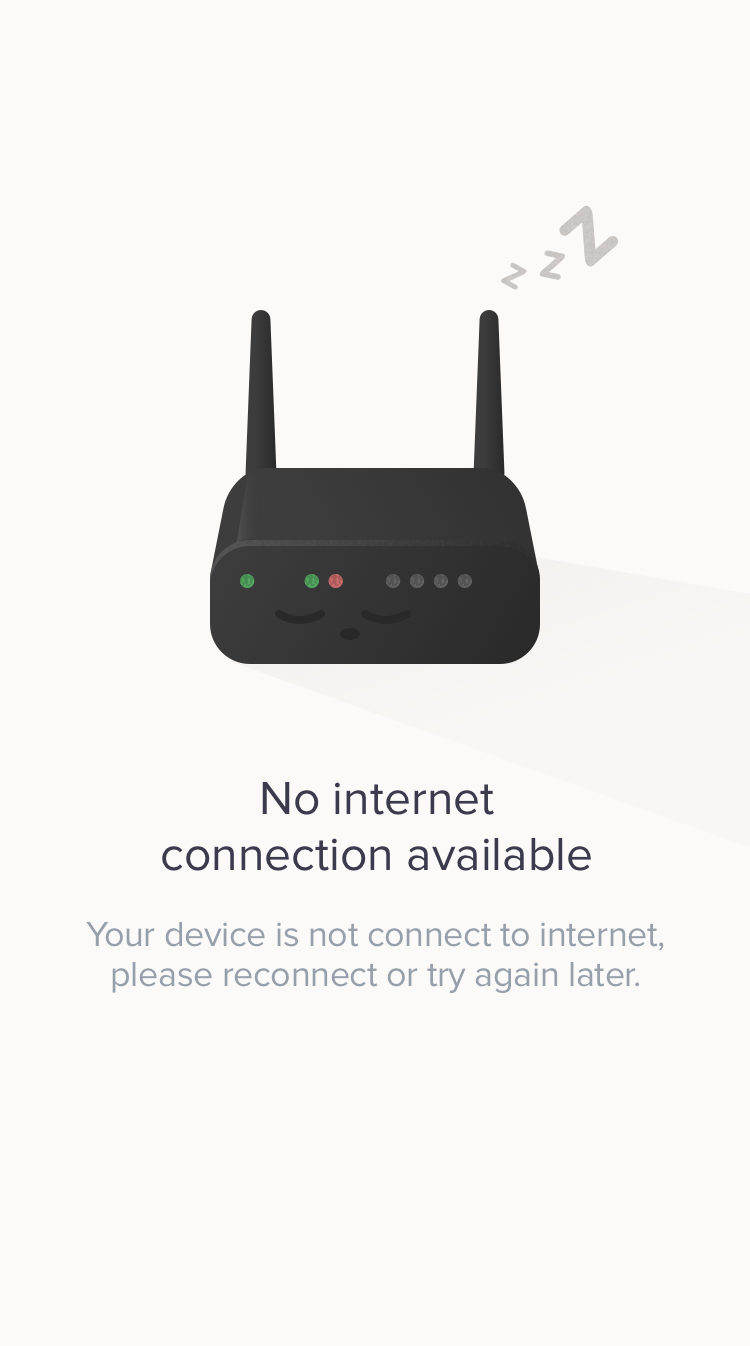 z z Z
No internet
connection available
Your device is not connect to internet,
please reconnect or try again later.